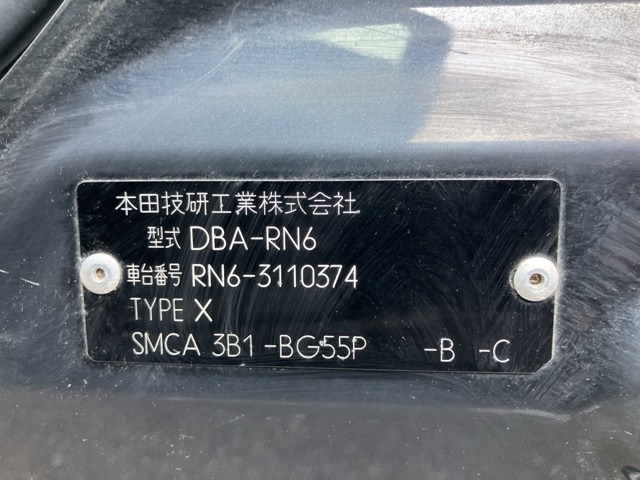 本田技研工業株式会社
型式 DBA-RN6
車台番号 RN6-3110374
TYPE X
SMCA 3B1 -BG55P -B -C